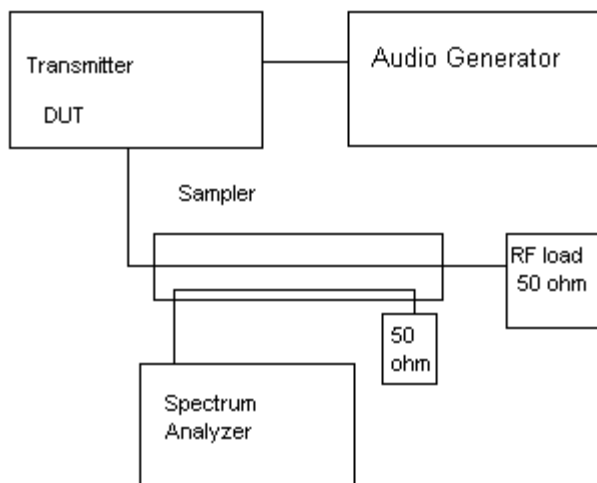 Transmitter
DUT
Audio Generator
Sampler
RF load
50 ohm
50
ohm
Spectrum
Analyzer